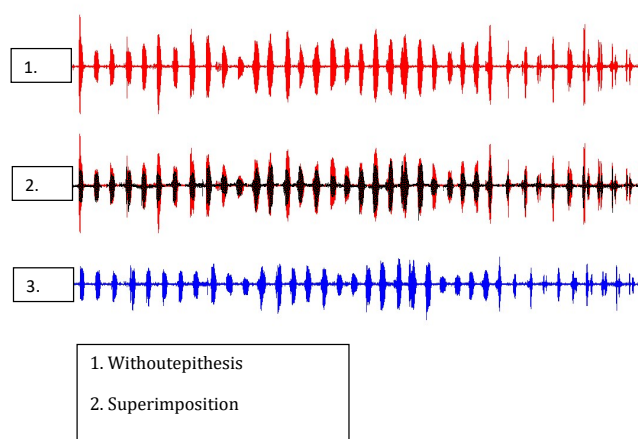 1.
2.
3.
1. Withoutepithesis
2. Superimposition